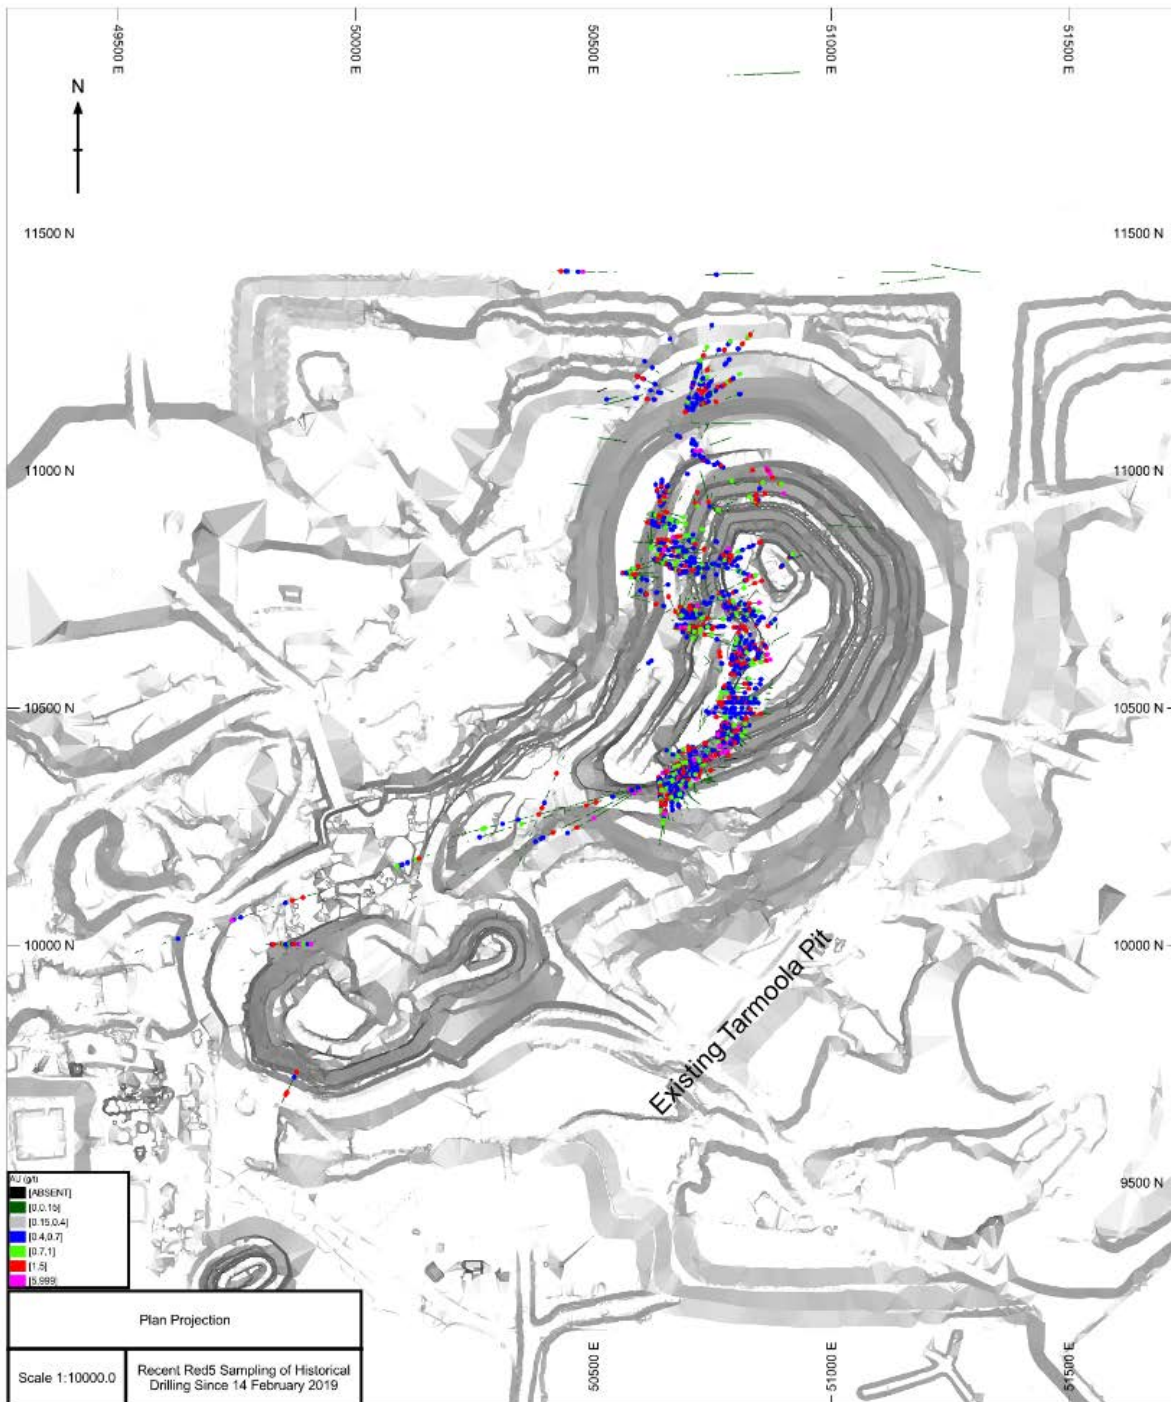 49500 E
50000 E
50500 E
51000 E
51500 E
N
11500 N
11500 N
11000 N
11000 N
10500 N
10500 N
10000 N
10000 N
Existing Tarmoola Pit
9500 N
AU (g/t)
[ABSENT]
[0,0.15]
[0.15,0.4]
[0.4,0.7]
[0.7,1]
[1,5]
[5,999]
50500 E
51000 E
51500 E
Plan Projection
Scale 1:10000.0
Recent Red5 Sampling of Historical
Drilling Since 14 February 2019